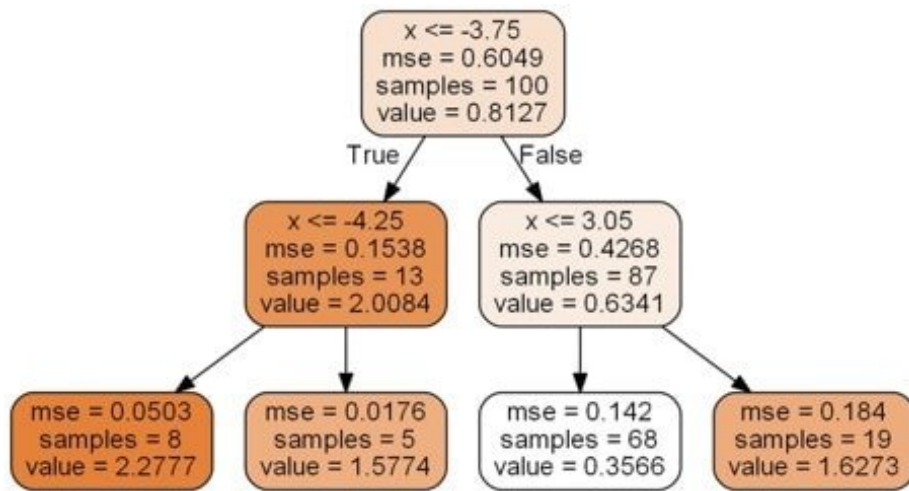 x <= -3.75
mse = 0.6049
samples = 100
value = 0.8127
True
False
x <= -4.25
mse = 0.1538
samples = 13
value = 2.0084
x <= 3.05
mse = 0.4268
samples = 87
value = 0.6341
mse = 0.0503
samples = 8
value = 2.2777
mse = 0.0176
samples = 5
value = 1.5774
mse = 0.142
samples = 68
value = 0.3566
mse = 0.184
samples = 19
value = 1.6273